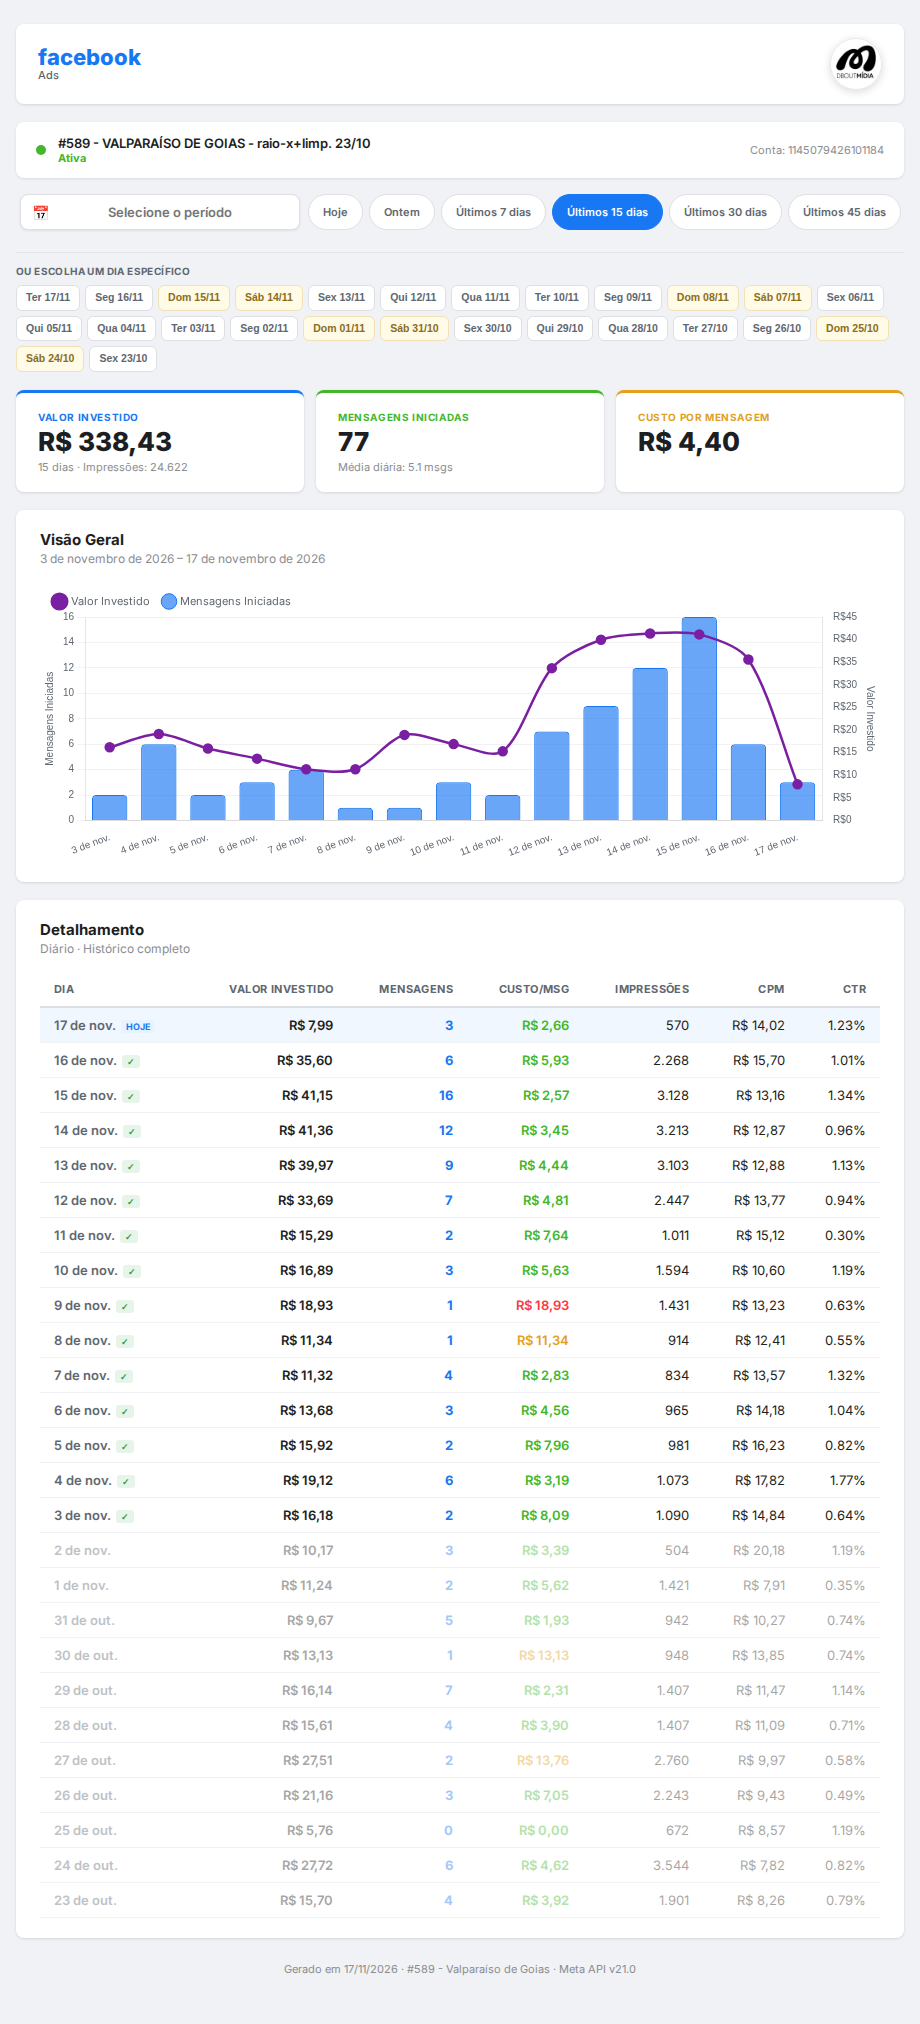 facebook
Ads
DBOUTMÍDIA
#589 - VALPARAÍSO DE GOIAS - raio-x+limp. 23/10
Ativa
Conta: 1145079426101184
📅 Selecione o período
Hoje
Ontem
Últimos 7 dias
Últimos 15 dias
Últimos 30 dias
Últimos 45 dias
OU ESCOLHA UM DIA ESPECÍFICO
Ter 17/11 Seg 16/11 Dom 15/11 Sáb 14/11 Sex 13/11 Qui 12/11 Qua 11/11 Ter 10/11 Seg 09/11 Dom 08/11 Sáb 07/11 Sex 06/11
Qui 05/11 Qua 04/11 Ter 03/11 Seg 02/11 Dom 01/11 Sáb 31/10 Sex 30/10 Qui 29/10 Qua 28/10 Ter 27/10 Seg 26/10 Dom 25/10
Sáb 24/10 Sex 23/10
VALOR INVESTIDO
R$ 338,43
15 dias · Impressões: 24.622
MENSAGENS INICIADAS
77
Média diária: 5.1 msgs
CUSTO POR MENSAGEM
R$ 4,40
Visão Geral
3 de novembro de 2026 – 17 de novembro de 2026
Valor Investido Mensagens Iniciadas
Mensagens Iniciadas
16
14
12
10
8
6
4
2
0
R$45
R$40
R$35
R$30
R$25
R$20
R$15
R$10
R$5
R$0
Valor Investido
3 de nov. 4 de nov. 5 de nov. 6 de nov. 7 de nov. 8 de nov. 9 de nov. 10 de nov. 11 de nov. 12 de nov. 13 de nov. 14 de nov. 15 de nov. 16 de nov. 17 de nov.
Detalhamento
Diário · Histórico completo
DIA VALOR INVESTIDO MENSAGENS CUSTO/MSG IMPRESSÕES CPM CTR
17 de nov. HOJE R$ 7,99 3 R$ 2,66 570 R$ 14,02 1.23%
16 de nov. ✓ R$ 35,60 6 R$ 5,93 2.268 R$ 15,70 1.01%
15 de nov. ✓ R$ 41,15 16 R$ 2,57 3.128 R$ 13,16 1.34%
14 de nov. ✓ R$ 41,36 12 R$ 3,45 3.213 R$ 12,87 0.96%
13 de nov. ✓ R$ 39,97 9 R$ 4,44 3.103 R$ 12,88 1.13%
12 de nov. ✓ R$ 33,69 7 R$ 4,81 2.447 R$ 13,77 0.94%
11 de nov. ✓ R$ 15,29 2 R$ 7,64 1.011 R$ 15,12 0.30%
10 de nov. ✓ R$ 16,89 3 R$ 5,63 1.594 R$ 10,60 1.19%
9 de nov. ✓ R$ 18,93 1 R$ 18,93 1.431 R$ 13,23 0.63%
8 de nov. ✓ R$ 11,34 1 R$ 11,34 914 R$ 12,41 0.55%
7 de nov. ✓ R$ 11,32 4 R$ 2,83 834 R$ 13,57 1.32%
6 de nov. ✓ R$ 13,68 3 R$ 4,56 965 R$ 14,18 1.04%
5 de nov. ✓ R$ 15,92 2 R$ 7,96 981 R$ 16,23 0.82%
4 de nov. ✓ R$ 19,12 6 R$ 3,19 1.073 R$ 17,82 1.77%
3 de nov. ✓ R$ 16,18 2 R$ 8,09 1.090 R$ 14,84 0.64%
2 de nov. R$ 10,17 3 R$ 3,39 504 R$ 20,18 1.19%
1 de nov. R$ 11,24 2 R$ 5,62 1.421 R$ 7,91 0.35%
31 de out. R$ 9,67 5 R$ 1,93 942 R$ 10,27 0.74%
30 de out. R$ 13,13 1 R$ 13,13 948 R$ 13,85 0.74%
29 de out. R$ 16,14 7 R$ 2,31 1.407 R$ 11,47 1.14%
28 de out. R$ 15,61 4 R$ 3,90 1.407 R$ 11,09 0.71%
27 de out. R$ 27,51 2 R$ 13,76 2.760 R$ 9,97 0.58%
26 de out. R$ 21,16 3 R$ 7,05 2.243 R$ 9,43 0.49%
25 de out. R$ 5,76 0 R$ 0,00 672 R$ 8,57 1.19%
24 de out. R$ 27,72 6 R$ 4,62 3.544 R$ 7,82 0.82%
23 de out. R$ 15,70 4 R$ 3,92 1.901 R$ 8,26 0.79%
Gerado em 17/11/2026 · #589 - Valparaíso de Goias · Meta API v21.0